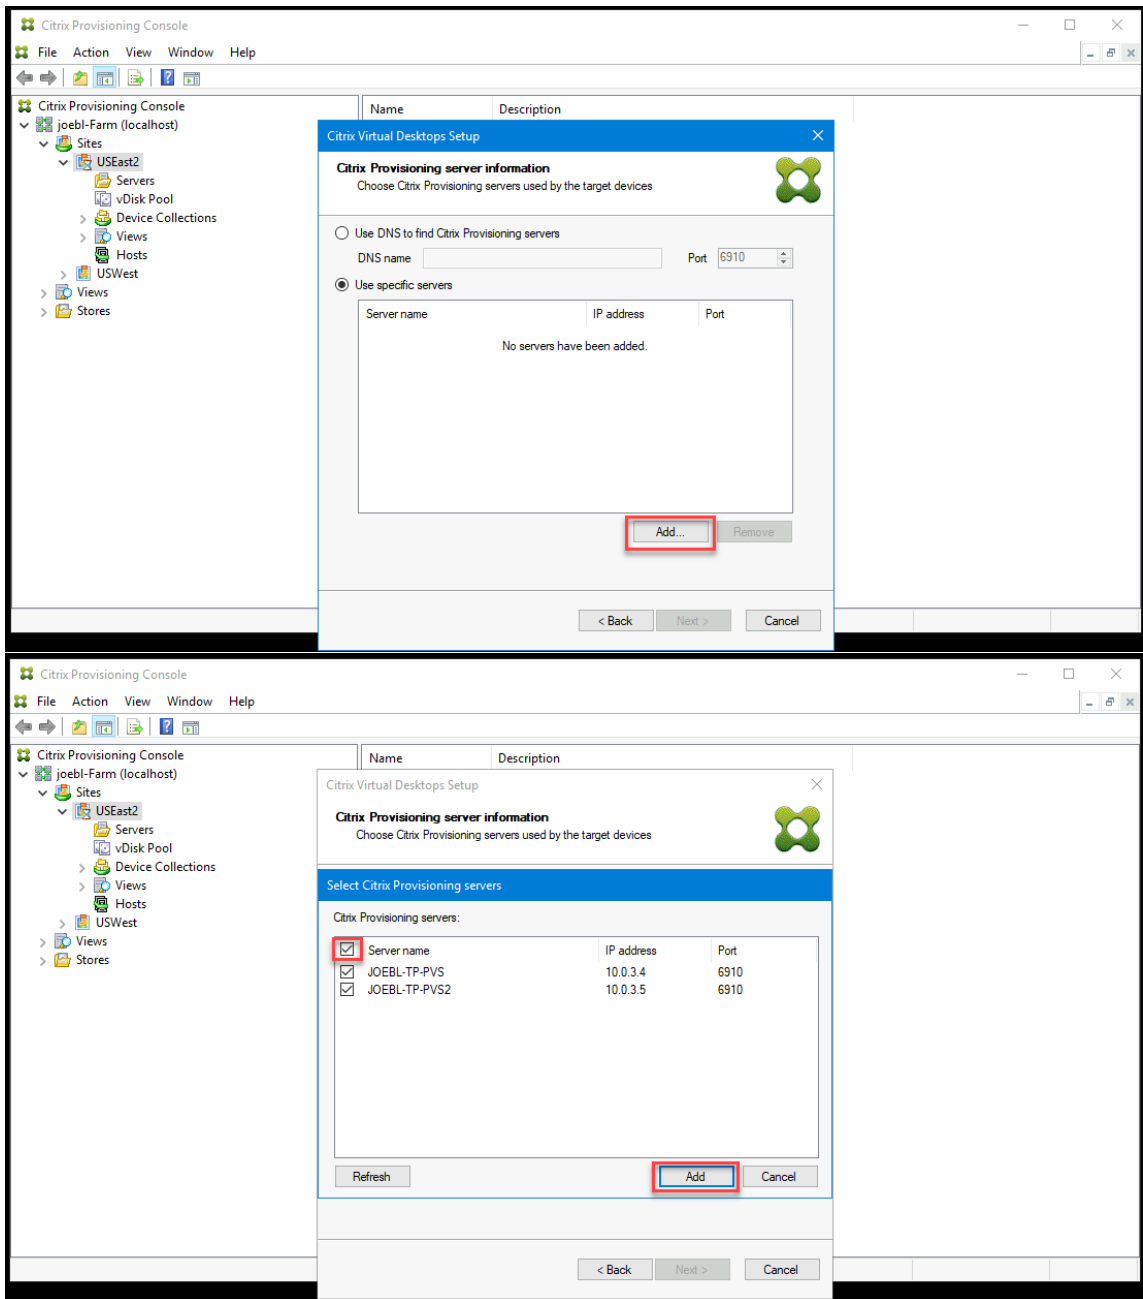 Citrix Provisioning Console
File Action View Window Help
Citrix Provisioning Console
joebl-Farm (localhost)
Sites
USEast2
Servers
vDisk Pool
Device Collections
Views
Hosts
USWest
Views
Stores
Name Description
Citrix Virtual Desktops Setup
Citrix Provisioning server information
Choose Citrix Provisioning servers used by the target devices
Use DNS to find Citrix Provisioning servers
DNS name Port 6910
Use specific servers
Server name IP address Port
No servers have been added.
Add... Remove
< Back Next > Cancel
Citrix Provisioning Console
File Action View Window Help
Citrix Provisioning Console
joebl-Farm (localhost)
Sites
USEast2
Servers
vDisk Pool
Device Collections
Views
Hosts
USWest
Views
Stores
Name Description
Citrix Virtual Desktops Setup
Citrix Provisioning server information
Choose Citrix Provisioning servers used by the target devices
Select Citrix Provisioning servers
Citrix Provisioning servers:
Server name IP address Port
JOEBL-TP-PVS 10.0.3.4 6910
JOEBL-TP-PVS2 10.0.3.5 6910
Refresh Add Cancel
< Back Next > Cancel